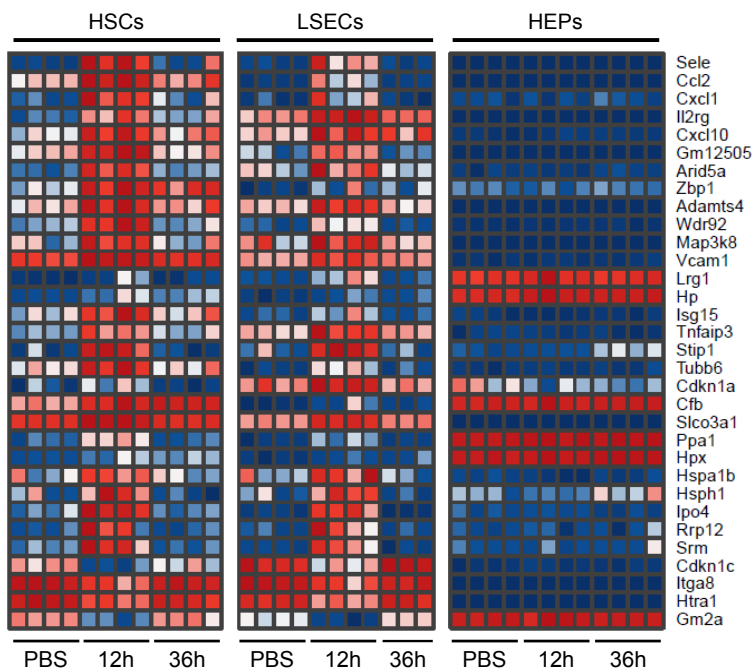 HSCs LSECs HEPs
Sele
Ccl2
Cxcl1
Il2rg
Cxcl10
Gm12505
Arid5a
Zbp1
Adamts4
Wdr92
Map3k8
Vcam1
Lrg1
Hp
Isg15
Tnfaip3
Stip1
Tubb6
Cdkn1a
Cfb
Slco3a1
Ppa1
Hpx
Hspa1b
Hsph1
Ipo4
Rrp12
Srm
Cdkn1c
Itga8
Htra1
Gm2a
PBS 12h 36h PBS 12h 36h PBS 12h 36h